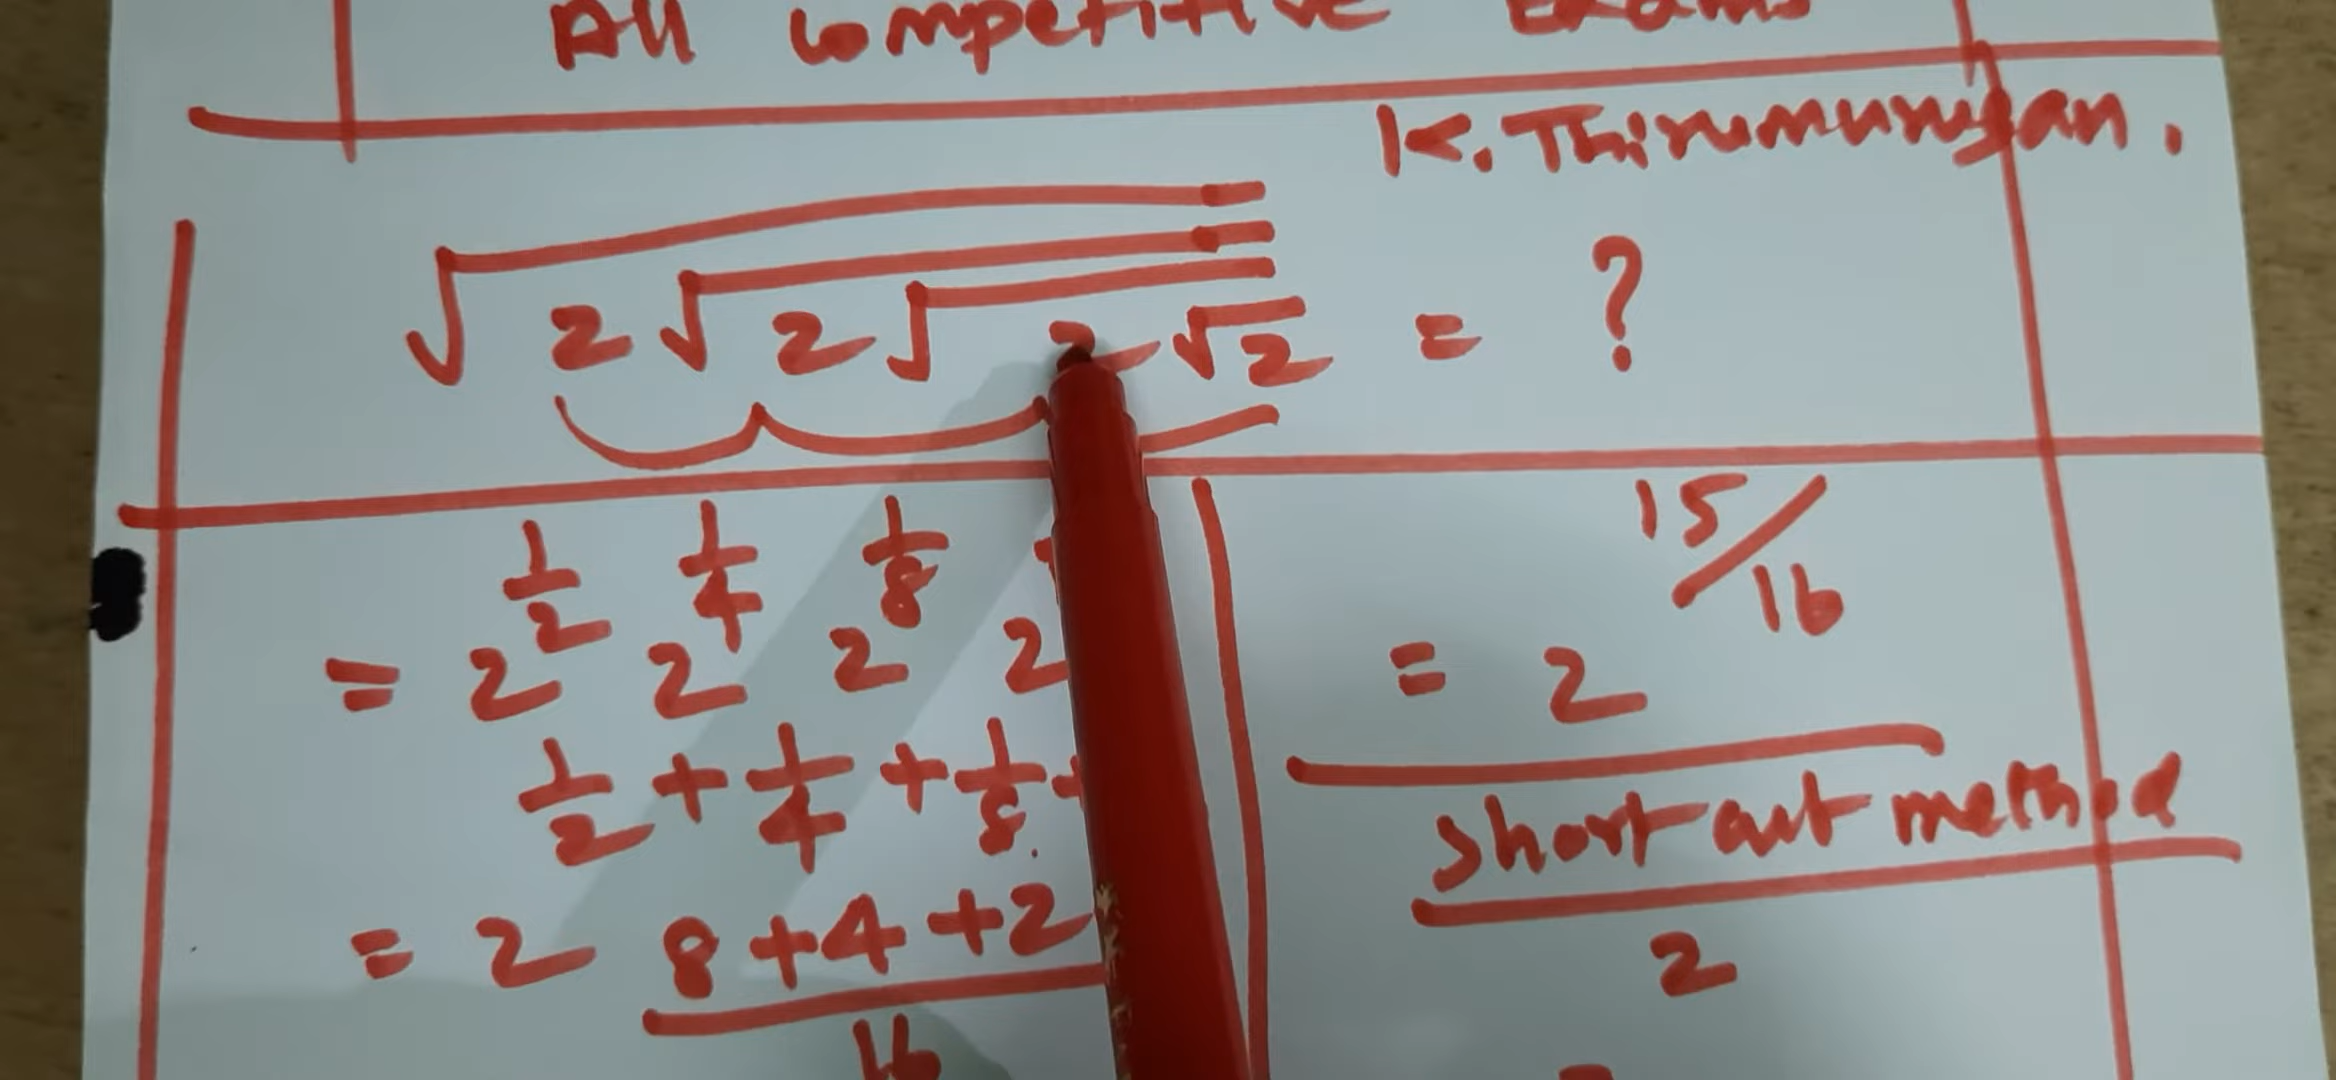 All competitive Exams
K. Thirumurugan.
√2√2√2√2 = ?
= 2^1/2 2^1/4 2^1/8 2
= 2^15/16
1/2 + 1/4 + 1/8 +
short cut method
= 2 8+4+2
16
2